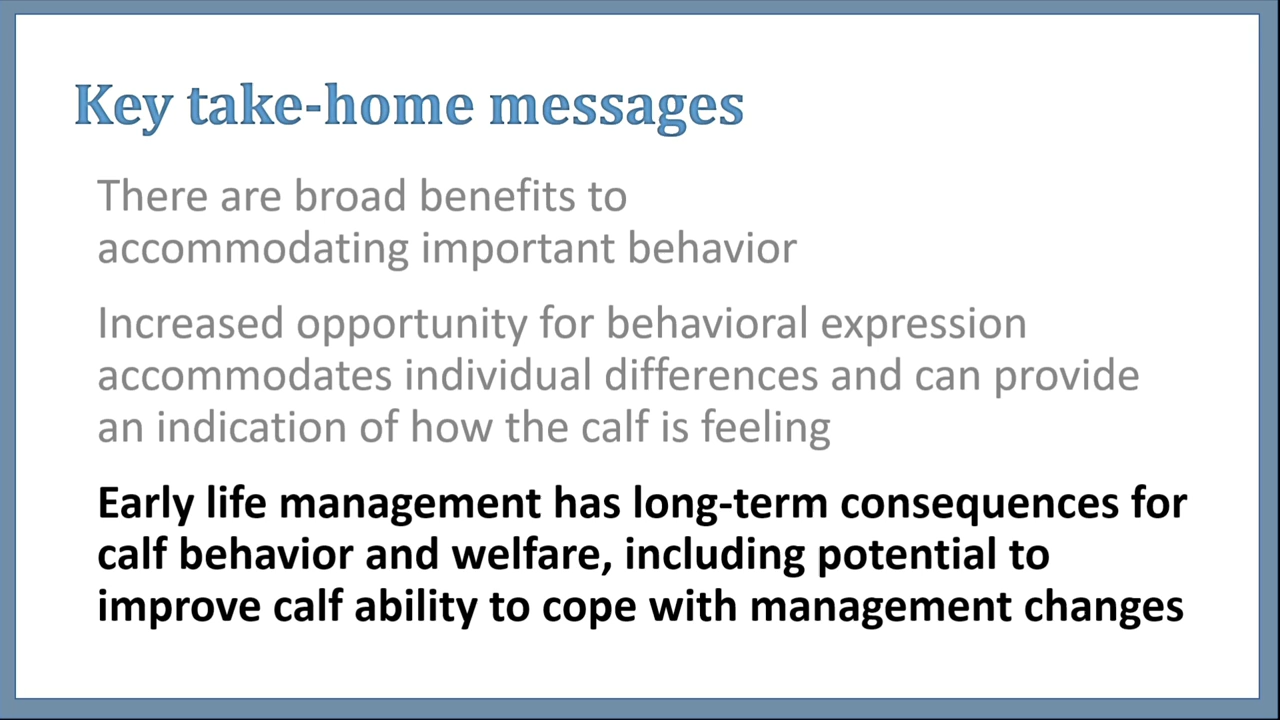 Key take-home messages
There are broad benefits to
accommodating important behavior
Increased opportunity for behavioral expression
accommodates individual differences and can provide
an indication of how the calf is feeling
Early life management has long-term consequences for
calf behavior and welfare, including potential to
improve calf ability to cope with management changes